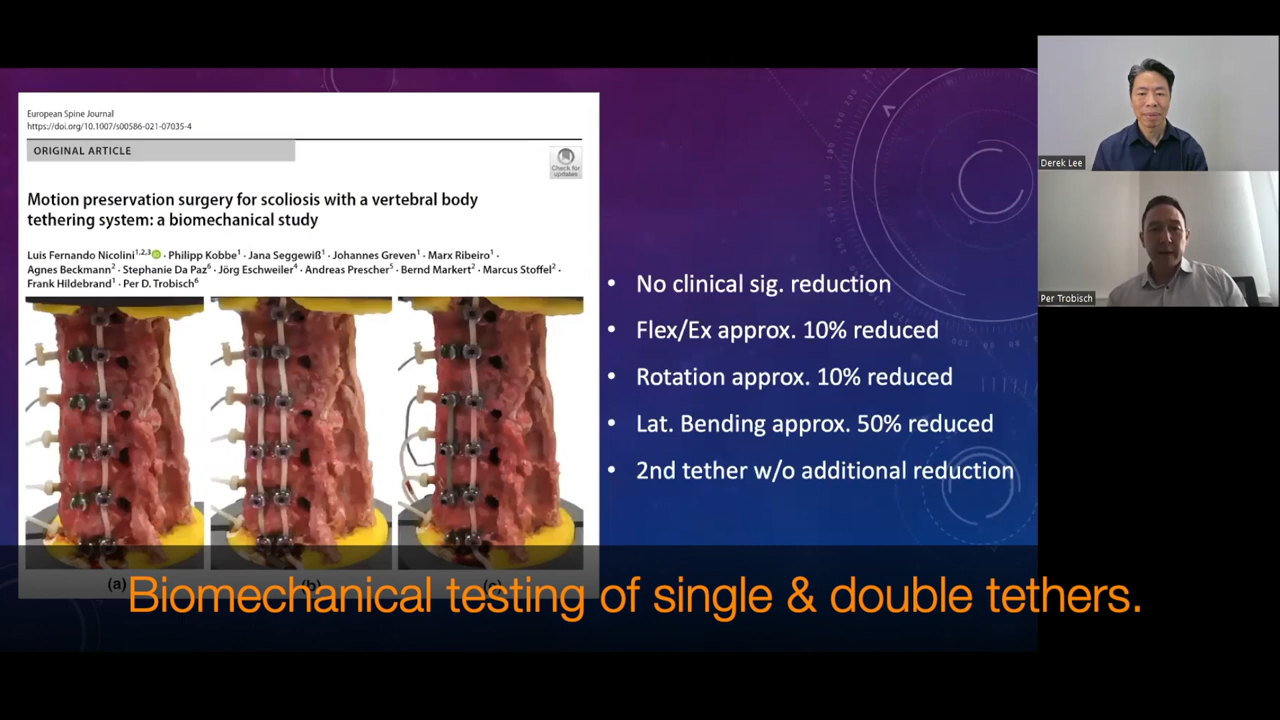 European Spine Journal
https://doi.org/10.1007/s00586-021-07035-4
ORIGINAL ARTICLE
Check for
updates
Motion preservation surgery for scoliosis with a vertebral body
tethering system: a biomechanical study
Luis Fernando Nicolini1,2,3 · Philipp Kobbe1 · Jana Seggewiß1 · Johannes Greven1 · Marx Ribeiro1 ·
Agnes Beckmann2 · Stephanie Da Paz6 · Jörg Eschweiler4 · Andreas Prescher5 · Bernd Markert2 · Marcus Stoffel2 ·
Frank Hildebrand1 · Per D. Trobisch6
(a) (b) (c)
• No clinical sig. reduction
• Flex/Ex approx. 10% reduced
• Rotation approx. 10% reduced
• Lat. Bending approx. 50% reduced
• 2nd tether w/o additional reduction
Derek Lee
Per Trobisch
Biomechanical testing of single & double tethers.